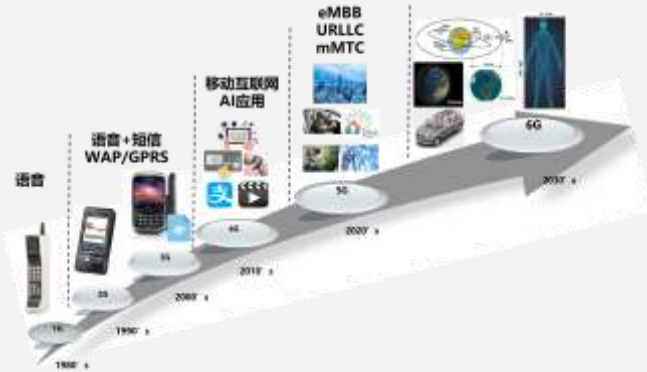 eMBB
URLLC
mMTC
移动互联网
AI应用
语音+短信
WAP/GPRS
语音
6G
5G
4G
3G
2G
1G
2030' s
2020' s
2010' s
2000' s
1990' s
1980' s